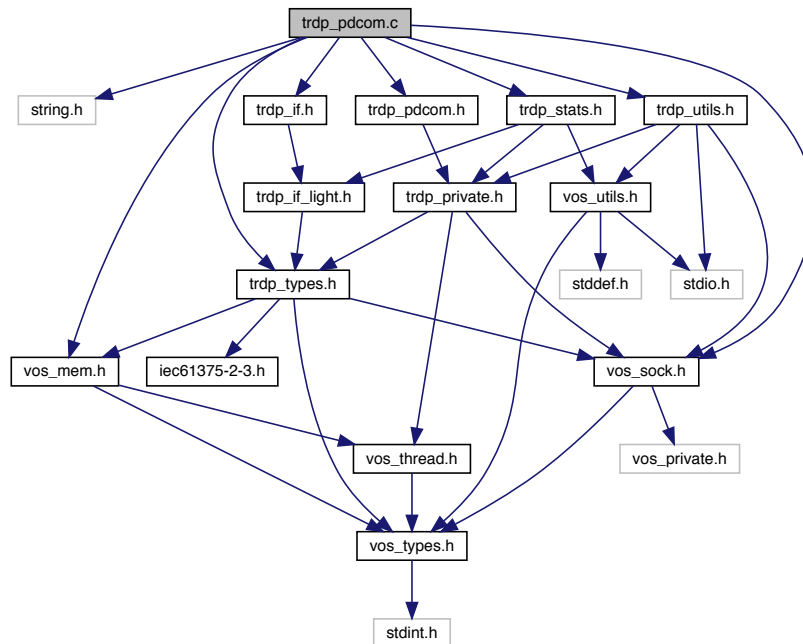 trdp_pdcom.c
string.h
trdp_if.h
trdp_pdcom.h
trdp_stats.h
trdp_utils.h
trdp_if_light.h
trdp_private.h
vos_utils.h
trdp_types.h
stddef.h
stdio.h
vos_mem.h
iec61375-2-3.h
vos_sock.h
vos_thread.h
vos_private.h
vos_types.h
stdint.h